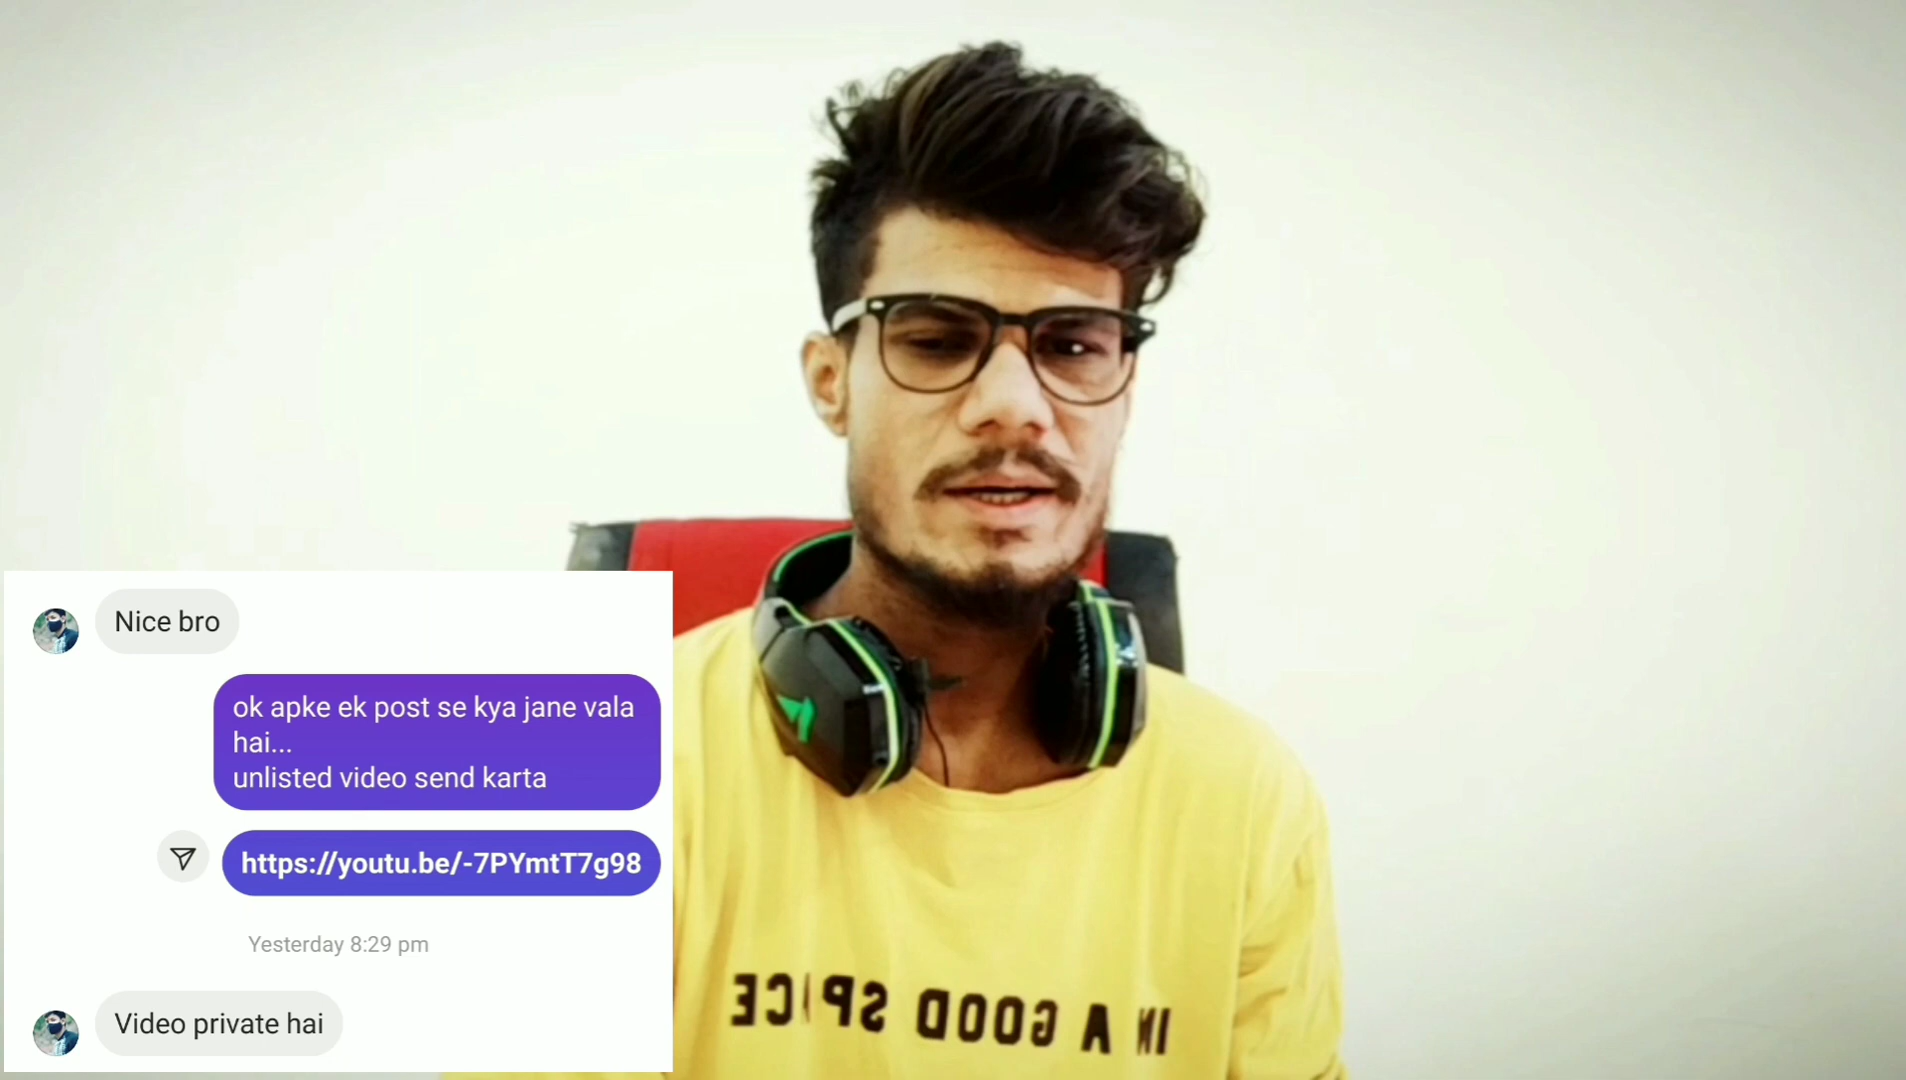 Nice bro
ok apke ek post se kya jane vala
hai...
unlisted video send karta
https://youtu.be/-7PYmtT7g98
Yesterday 8:29 pm
Video private hai
IN A GOOD SPACE